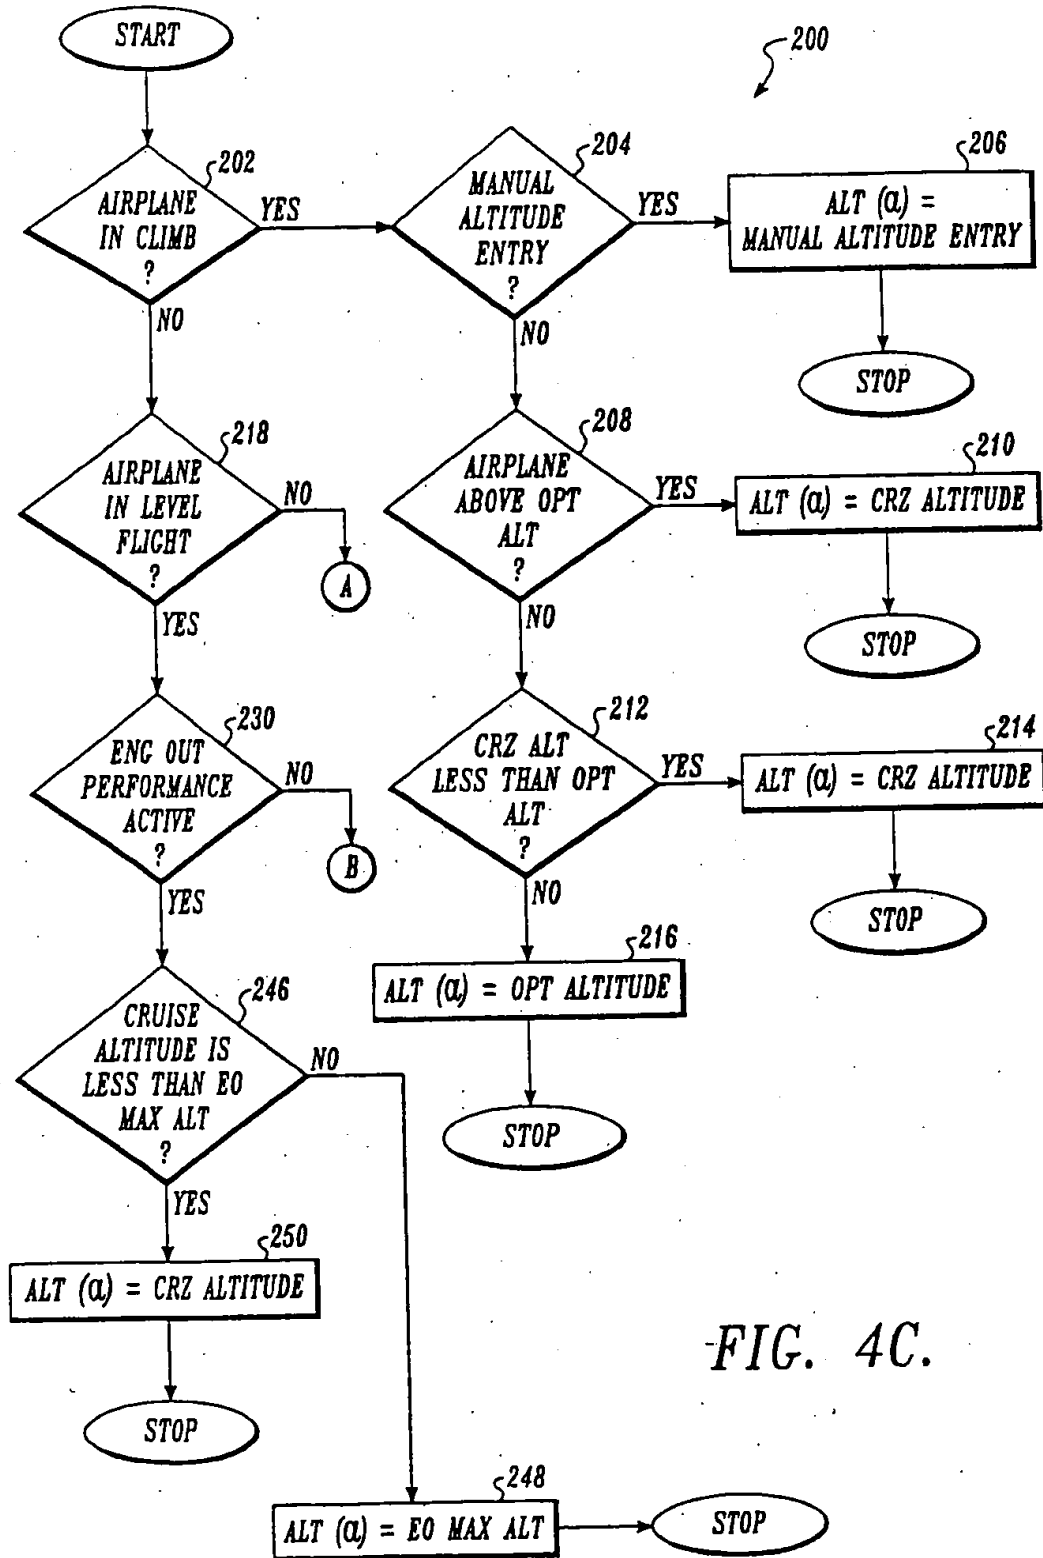 START
200
202
AIRPLANE
IN CLIMB
?
YES
NO
204
MANUAL
ALTITUDE
ENTRY
?
YES
NO
206
ALT (α) =
MANUAL ALTITUDE ENTRY
STOP
218
AIRPLANE
IN LEVEL
FLIGHT
?
NO
A
YES
208
AIRPLANE
ABOVE OPT
ALT
?
YES
NO
210
ALT (α) = CRZ ALTITUDE
STOP
230
ENG OUT
PERFORMANCE
ACTIVE
?
NO
B
YES
212
CRZ ALT
LESS THAN OPT
ALT
?
YES
NO
214
ALT (α) = CRZ ALTITUDE
STOP
216
ALT (α) = OPT ALTITUDE
STOP
246
CRUISE
ALTITUDE IS
LESS THAN EO
MAX ALT
?
NO
YES
250
ALT (α) = CRZ ALTITUDE
STOP
248
ALT (α) = EO MAX ALT
STOP
FIG. 4C.